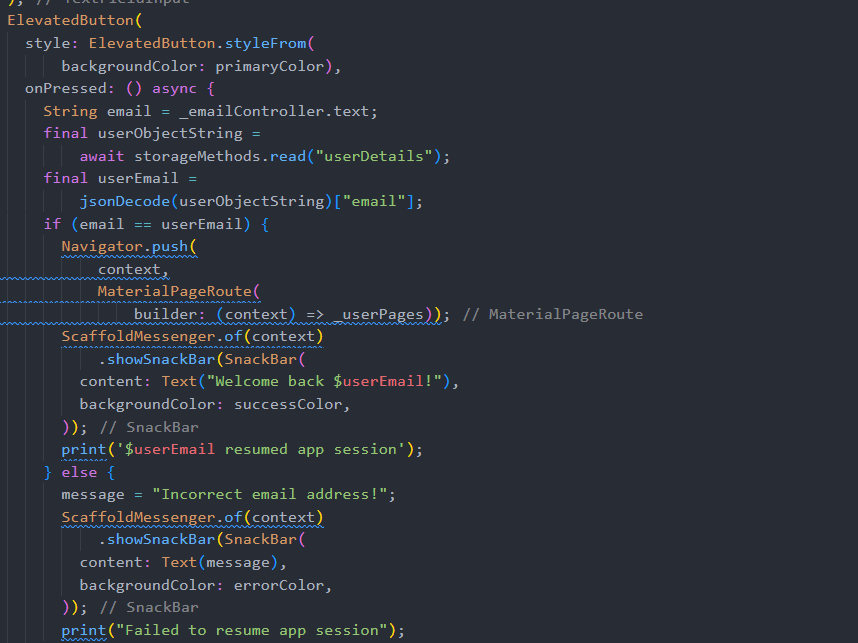 ); // TextFieldInput
ElevatedButton(
style: ElevatedButton.styleFrom(
backgroundColor: primaryColor),
onPressed: () async {
String email = _emailController.text;
final userObjectString =
await storageMethods.read("userDetails");
final userEmail =
jsonDecode(userObjectString)["email"];
if (email == userEmail) {
Navigator.push(
context,
MaterialPageRoute(
builder: (context) => _userPages)); // MaterialPageRoute
ScaffoldMessenger.of(context)
.showSnackBar(SnackBar(
content: Text("Welcome back $userEmail!"),
backgroundColor: successColor,
)); // SnackBar
print('$userEmail resumed app session');
} else {
message = "Incorrect email address!";
ScaffoldMessenger.of(context)
.showSnackBar(SnackBar(
content: Text(message),
backgroundColor: errorColor,
)); // SnackBar
print("Failed to resume app session");